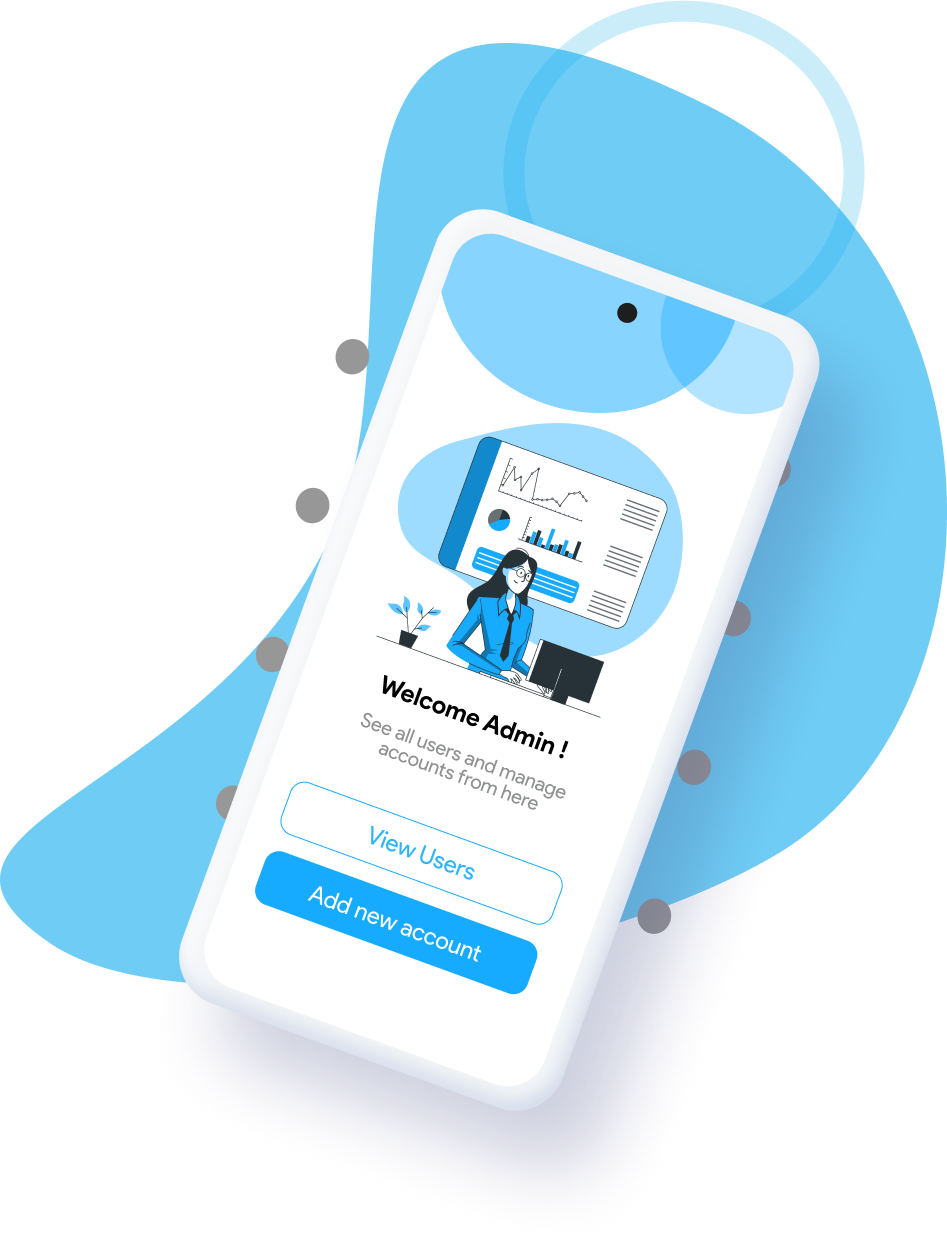 Welcome Admin !
See all users and manage
accounts from here
View Users
Add new account